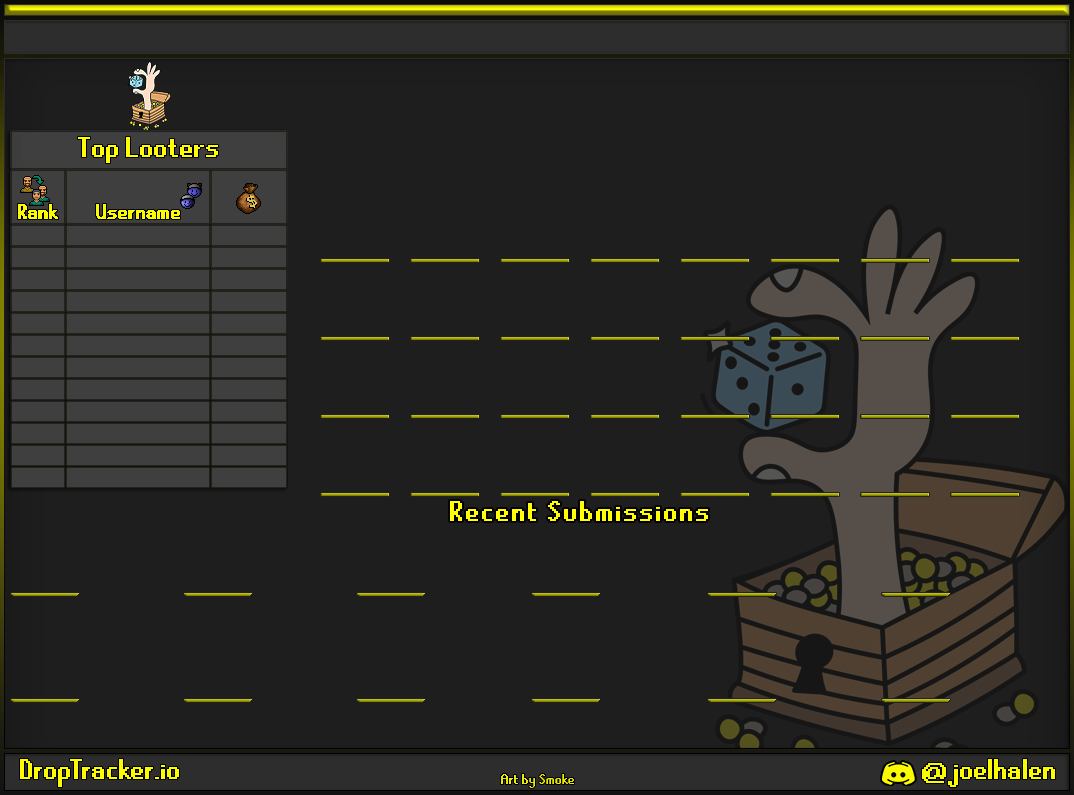 Top Looters
Rank
Username
Recent Submissions
DropTracker.io
Art by Smoke
@joelhalen